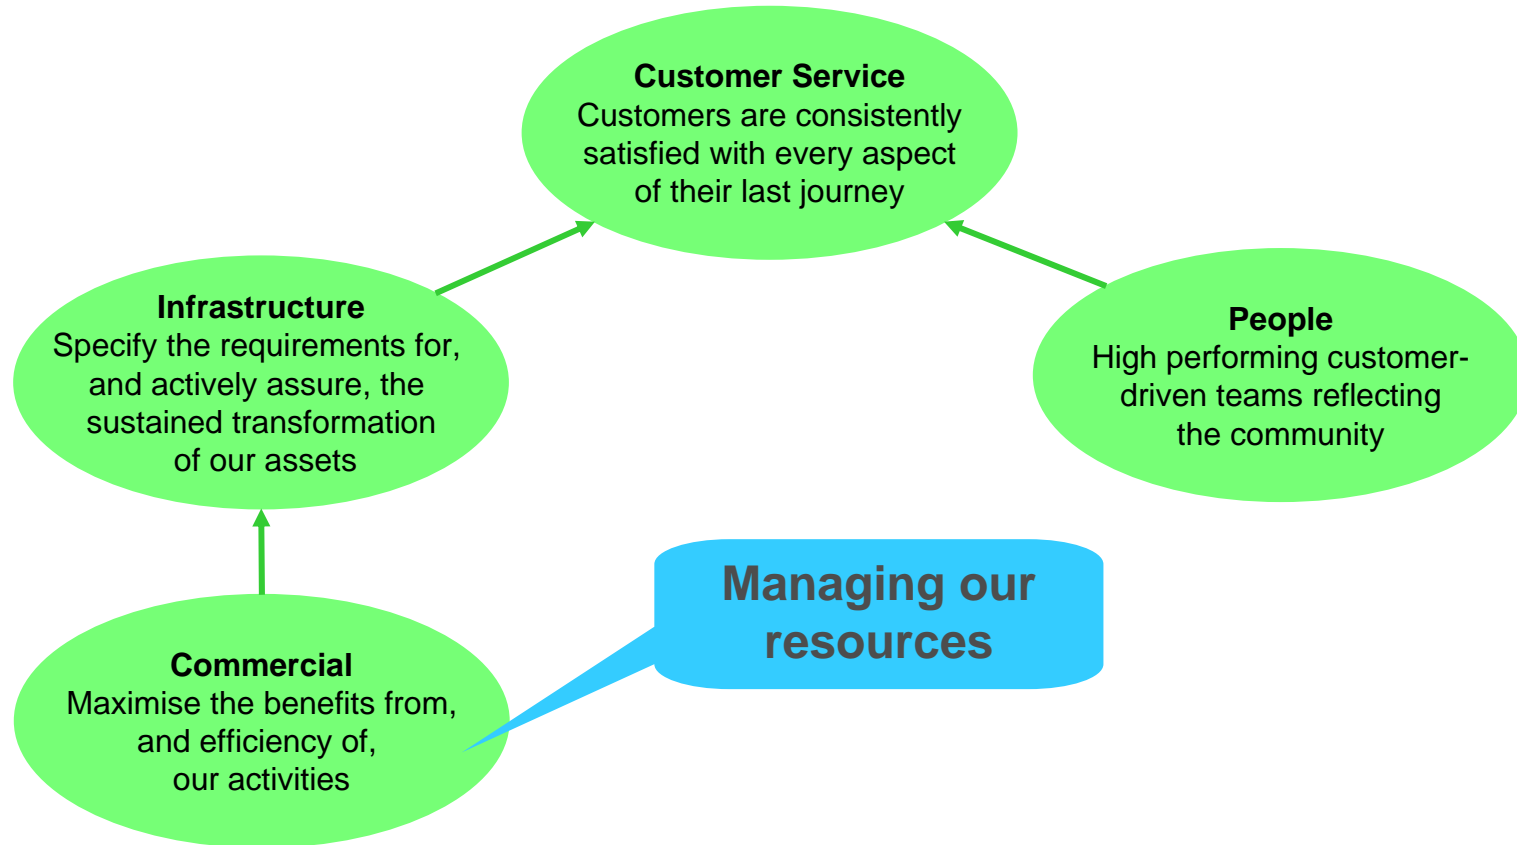 Customer Service
Customers are consistently
satisfied with every aspect
of their last journey
Infrastructure
Specify the requirements for,
and actively assure, the
sustained transformation
of our assets
People
High performing customer-
driven teams reflecting
the community
Managing our
resources
Commercial
Maximise the benefits from,
and efficiency of,
our activities